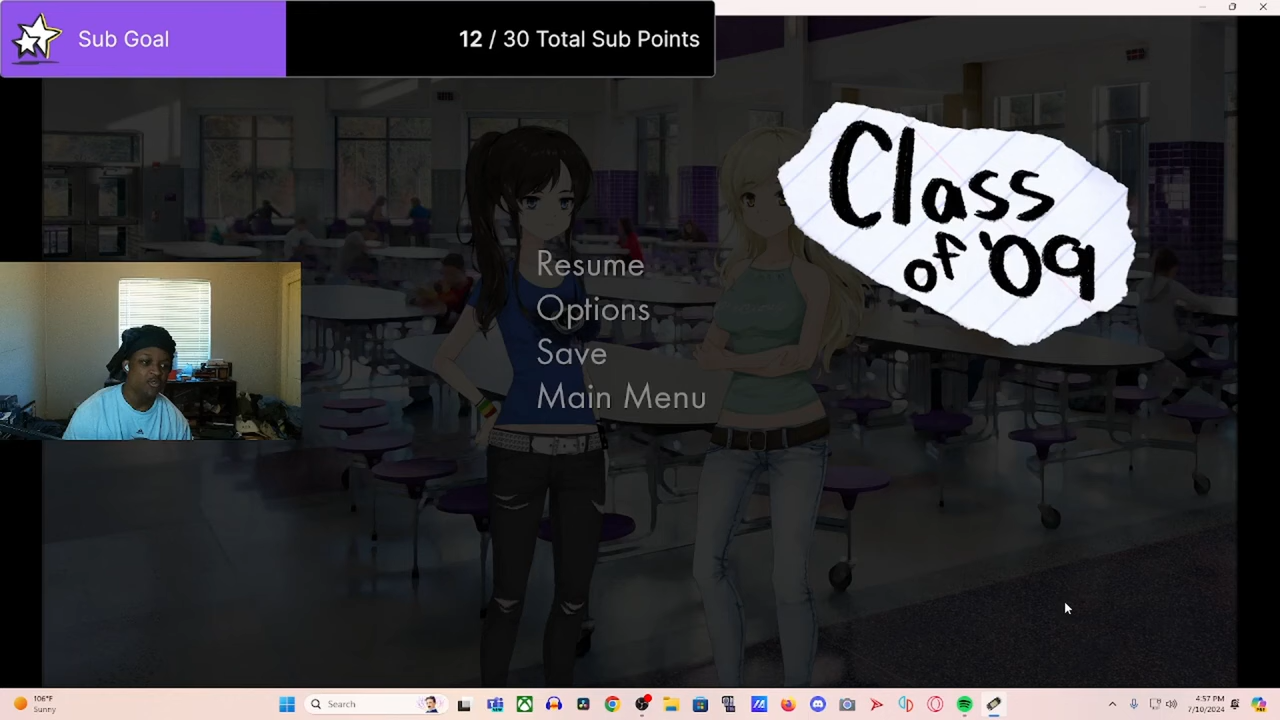 Sub Goal
12 / 30 Total Sub Points
Class
of '09
Resume
Options
Save
Main Menu
106°F
Sunny
Search
4:57 PM
7/10/2024